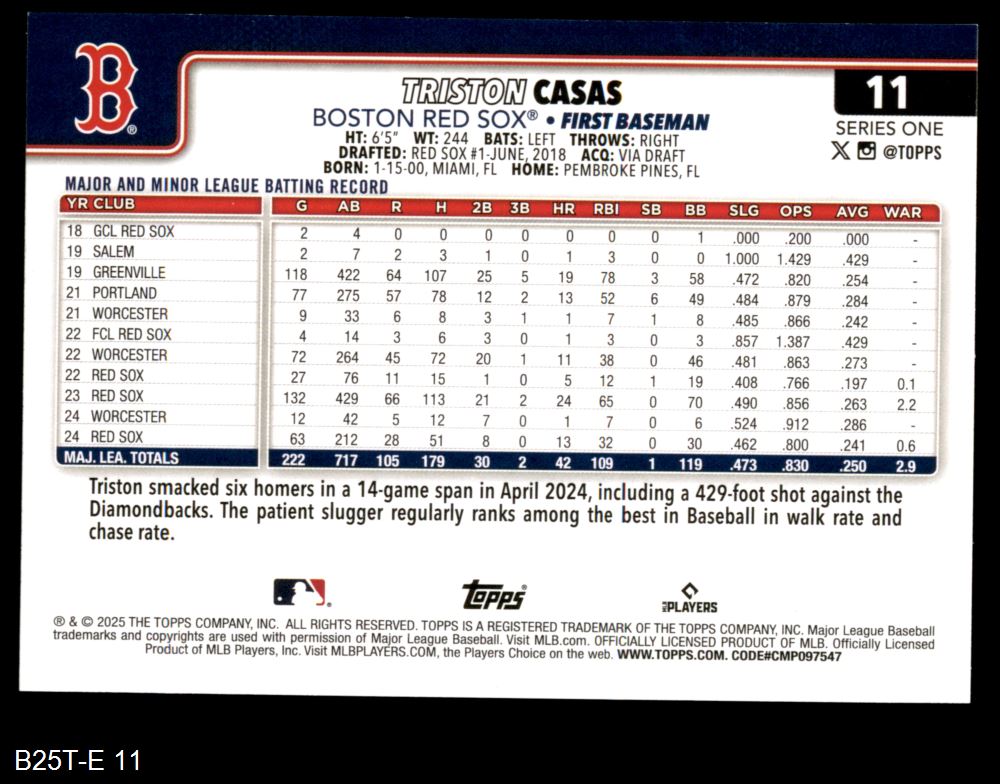 B®
TRISTON CASAS
11
BOSTON RED SOX® • FIRST BASEMAN
SERIES ONE
HT: 6'5" WT: 244 BATS: LEFT THROWS: RIGHT
@TOPPS
DRAFTED: RED SOX #1-JUNE, 2018 ACQ: VIA DRAFT
BORN: 1-15-00, MIAMI, FL HOME: PEMBROKE PINES, FL
MAJOR AND MINOR LEAGUE BATTING RECORD
YR CLUB G AB R H 2B 3B HR RBI SB BB SLG OPS AVG WAR
18 GCL RED SOX 2 4 0 0 0 0 0 0 0 1 .000 .200 .000 -
19 SALEM 2 7 2 3 1 0 1 3 0 0 1.000 1.429 .429 -
19 GREENVILLE 118 422 64 107 25 5 19 78 3 58 .472 .820 .254 -
21 PORTLAND 77 275 57 78 12 2 13 52 6 49 .484 .879 .284 -
21 WORCESTER 9 33 6 8 3 1 1 7 1 8 .485 .866 .242 -
22 FCL RED SOX 4 14 3 6 3 0 1 3 0 3 .857 1.387 .429 -
22 WORCESTER 72 264 45 72 20 1 11 38 0 46 .481 .863 .273 -
22 RED SOX 27 76 11 15 1 0 5 12 1 19 .408 .766 .197 0.1
23 RED SOX 132 429 66 113 21 2 24 65 0 70 .490 .856 .263 2.2
24 WORCESTER 12 42 5 12 7 0 1 7 0 6 .524 .912 .286 -
24 RED SOX 63 212 28 51 8 0 13 32 0 30 .462 .800 .241 0.6
MAJ. LEA. TOTALS 222 717 105 179 30 2 42 109 1 119 .473 .830 .250 2.9
Triston smacked six homers in a 14-game span in April 2024, including a 429-foot shot against the
Diamondbacks. The patient slugger regularly ranks among the best in Baseball in walk rate and
chase rate.
TOPPS®
MLB PLAYERS
® & © 2025 THE TOPPS COMPANY, INC. ALL RIGHTS RESERVED. TOPPS IS A REGISTERED TRADEMARK OF THE TOPPS COMPANY, INC. Major League Baseball
trademarks and copyrights are used with permission of Major League Baseball. Visit MLB.com. OFFICIALLY LICENSED PRODUCT OF MLB. Officially Licensed
Product of MLB Players, Inc. Visit MLBPLAYERS.COM, the Players Choice on the web. WWW.TOPPS.COM. CODE#CMP097547
B25T-E 11